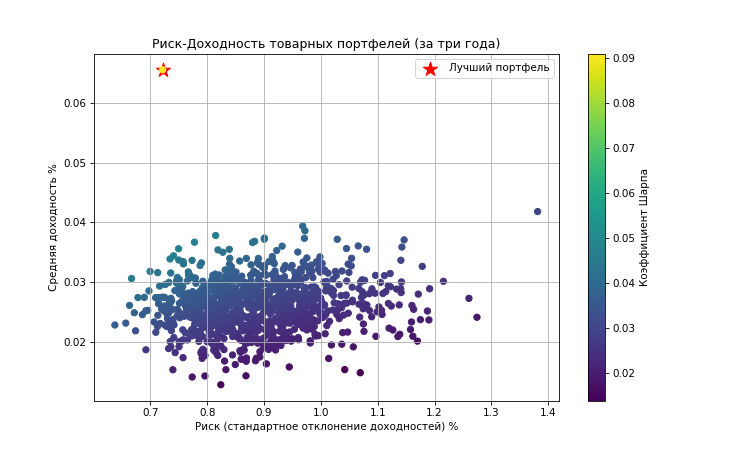 Риск-Доходность товарных портфелей (за три года)
Лучший портфель
Средняя доходность %
0.06
0.05
0.04
0.03
0.02
0.7 0.8 0.9 1.0 1.1 1.2 1.3 1.4
Риск (стандартное отклонение доходностей) %
0.09
0.08
0.07
0.06
0.05
0.04
0.03
0.02
Коэффициент Шарпа